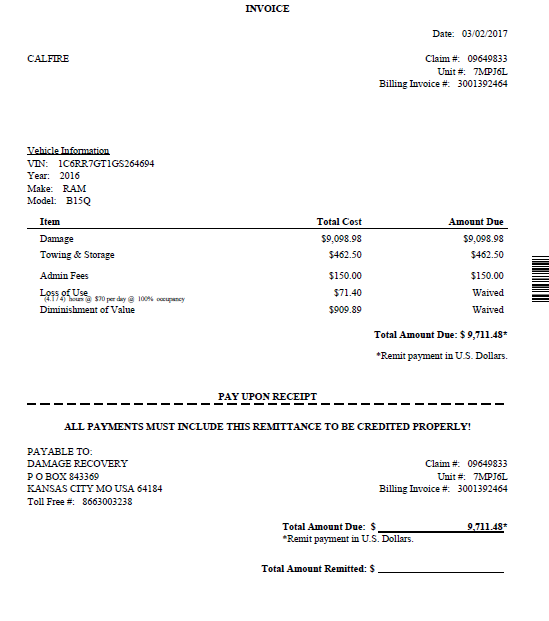 INVOICE
Date: 03/02/2017
CALFIRE
Claim #: 09649833
Unit #: 7MPJ6L
Billing Invoice #: 3001392464
Vehicle Information
VIN: 1C6RR7GT1GS264694
Year: 2016
Make: RAM
Model: B15Q
Item Total Cost Amount Due
Damage $9,098.98 $9,098.98
Towing & Storage $462.50 $462.50
Admin Fees $150.00 $150.00
Loss of Use $71.40 Waived
(4.1 / 4) hours @ $70 per day @ 100% occupancy
Diminishment of Value $909.89 Waived
Total Amount Due: $ 9,711.48*
*Remit payment in U.S. Dollars.
PAY UPON RECEIPT
ALL PAYMENTS MUST INCLUDE THIS REMITTANCE TO BE CREDITED PROPERLY!
PAYABLE TO:
DAMAGE RECOVERY
P O BOX 843369
KANSAS CITY MO USA 64184
Toll Free #: 8663003238
Claim #: 09649833
Unit #: 7MPJ6L
Billing Invoice #: 3001392464
Total Amount Due: $ 9,711.48*
*Remit payment in U.S. Dollars.
Total Amount Remitted: $